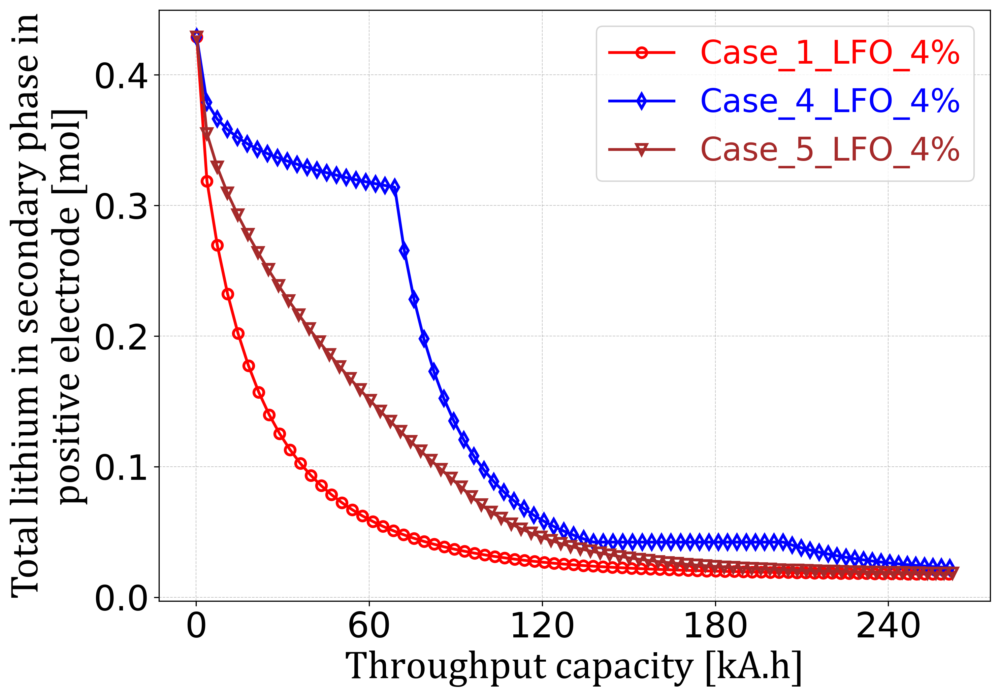 Total lithium in secondary phase in
positive electrode [mol]
0.4
0.3
0.2
0.1
0.0
Case_1_LFO_4%
Case_4_LFO_4%
Case_5_LFO_4%
0 60 120 180 240
Throughput capacity [kA.h]